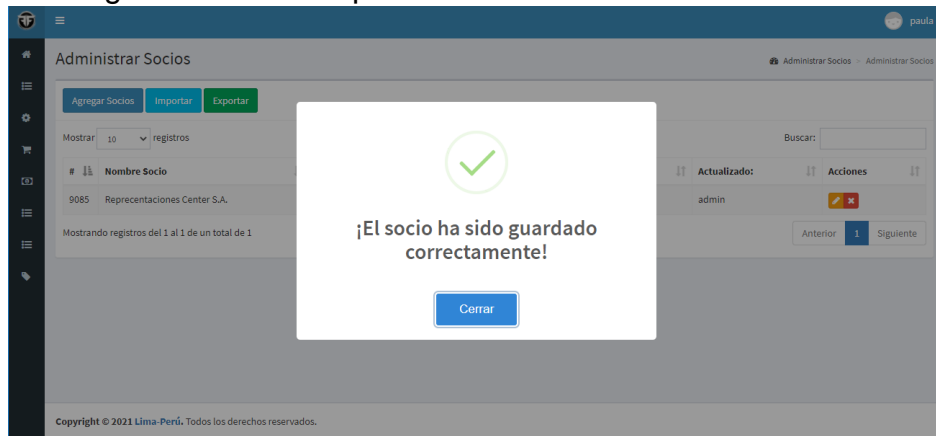 paula
Administrar Socios
Administrar Socios > Administrar Socios
Agregar Socios Importar Exportar
Mostrar 10 registros
Buscar:
# Nombre Socio Actualizado: Acciones
9085 Reprecentaciones Center S.A. admin
Mostrando registros del 1 al 1 de un total de 1
Anterior 1 Siguiente
¡El socio ha sido guardado
correctamente!
Cerrar
Copyright © 2021 Lima-Perú. Todos los derechos reservados.